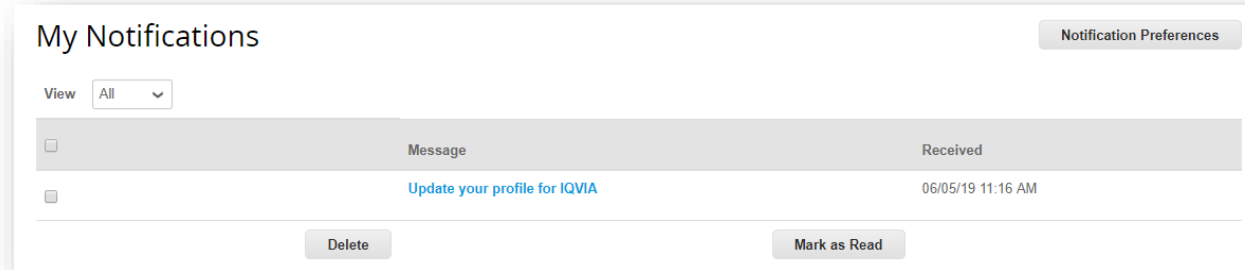 My Notifications
Notification Preferences
View All
Message Received
Update your profile for IQVIA 06/05/19 11:16 AM
Delete Mark as Read